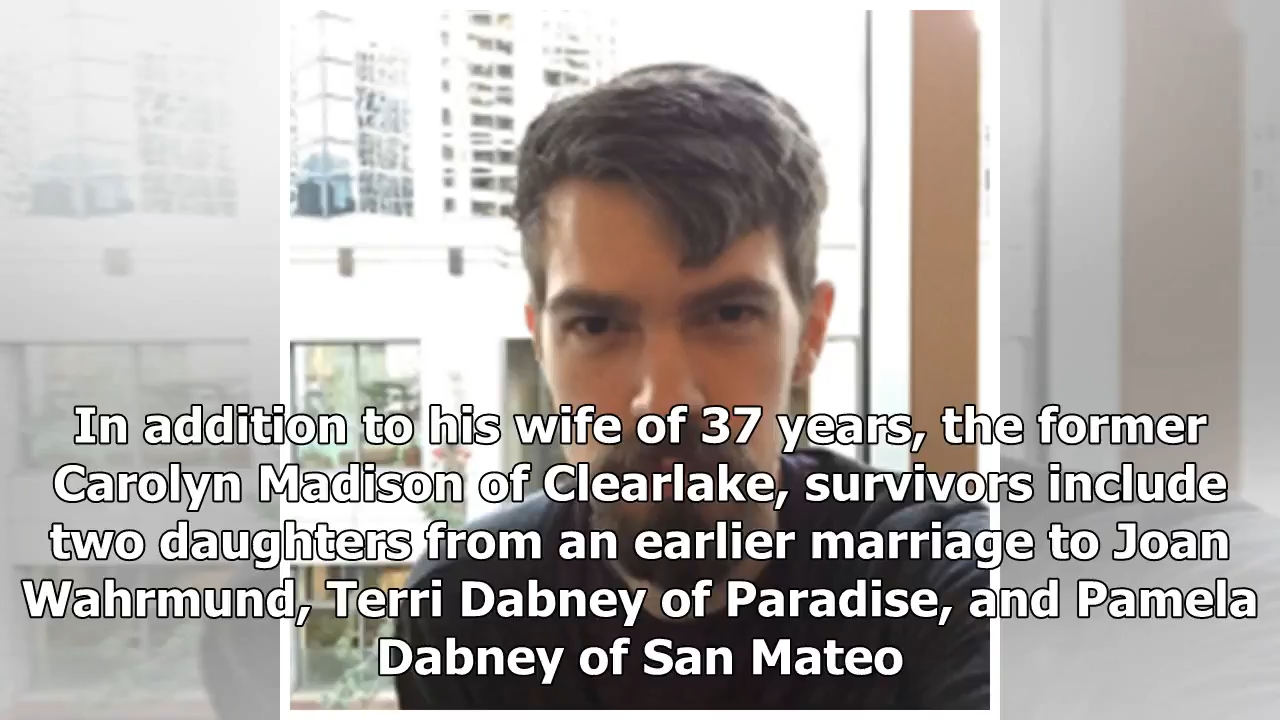 In addition to his wife of 37 years, the former
Carolyn Madison of Clearlake, survivors include
two daughters from an earlier marriage to Joan
Wahrmund, Terri Dabney of Paradise, and Pamela
Dabney of San Mateo